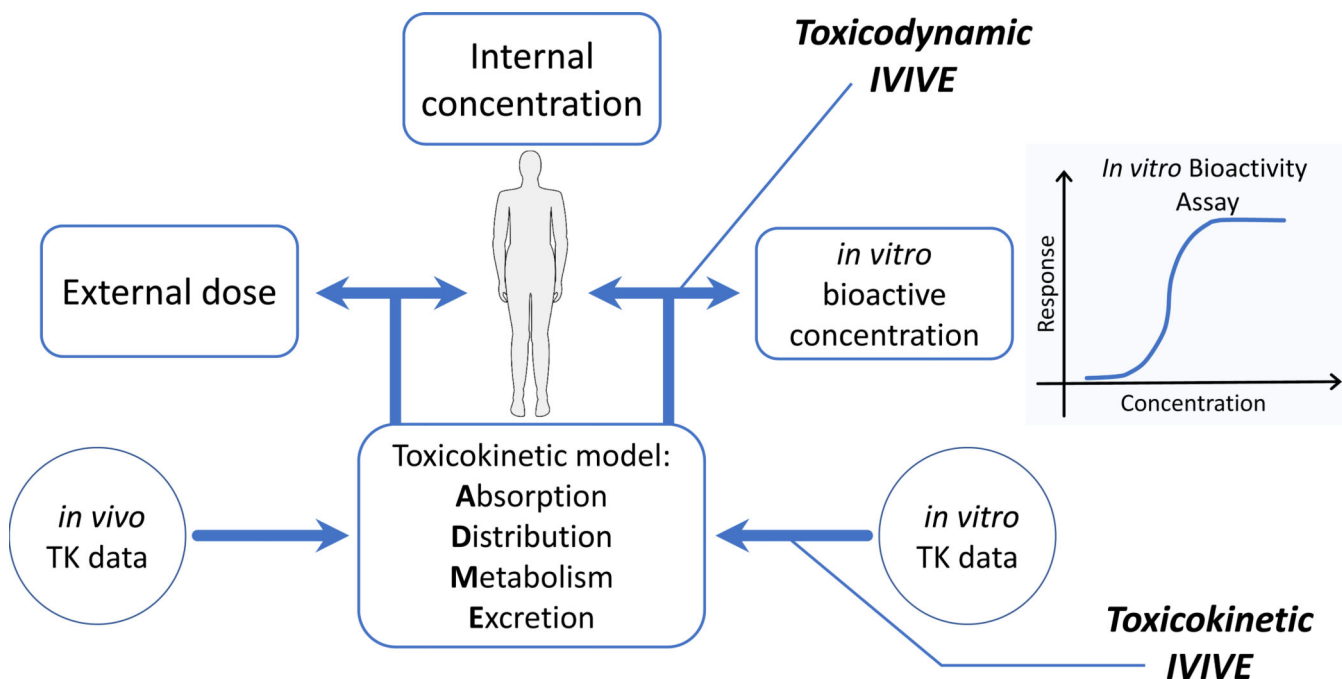 Internal
concentration
Toxicodynamic
IVIVE
External dose
in vitro
bioactive
concentration
In vitro Bioactivity
Assay
Response
Concentration
in vivo
TK data
Toxicokinetic model:
Absorption
Distribution
Metabolism
Excretion
in vitro
TK data
Toxicokinetic
IVIVE